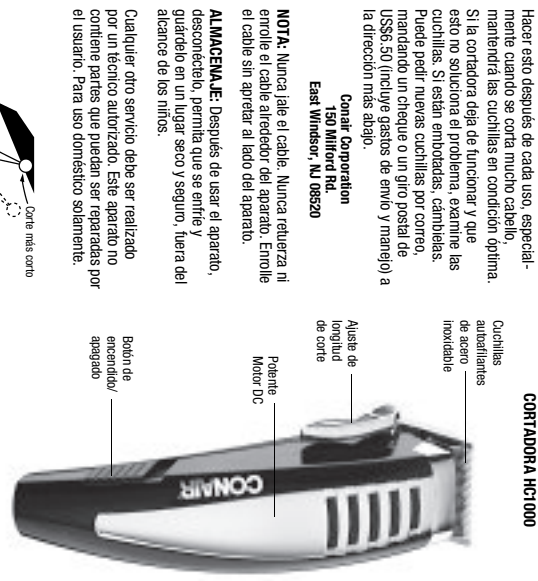 Hacer esto después de cada uso, especial-
mente cuando se corta mucho cabello,
mantendrá las cuchillas en condición óptima.
Si la cortadora deja de funcionar y que
esto no soluciona el problema, examine las
cuchillas. Si están embotadas, cámbielas.
Puede pedir nuevas cuchillas por correo,
mandando un cheque o un giro postal de
US$6.50 (incluye gastos de envío y manejo) a
la dirección más abajo.
Conair Corporation
150 Milford Rd.
East Windsor, NJ 08520
NOTA: Nunca jale el cable. Nunca retuerza ni
enrolle el cable alrededor del aparato. Enrolle
el cable sin apretar al lado del aparato.
ALMACENAJE: Después de usar el aparato,
desconéctelo, permita que se enfríe y
guárdelo en un lugar seco y seguro, fuera del
alcance de los niños.
Cualquier otro servicio debe ser realizado
por un técnico autorizado. Este aparato no
contiene partes que puedan ser reparadas por
el usuario. Para uso doméstico solamente.
Corte más corto
CORTADORA HC1000
Cuchillas
autoafilantes
de acero
inoxidable
Ajuste de
longitud
de corte
Potente
Motor DC
Botón de
encendido/
apagado
CONAIR